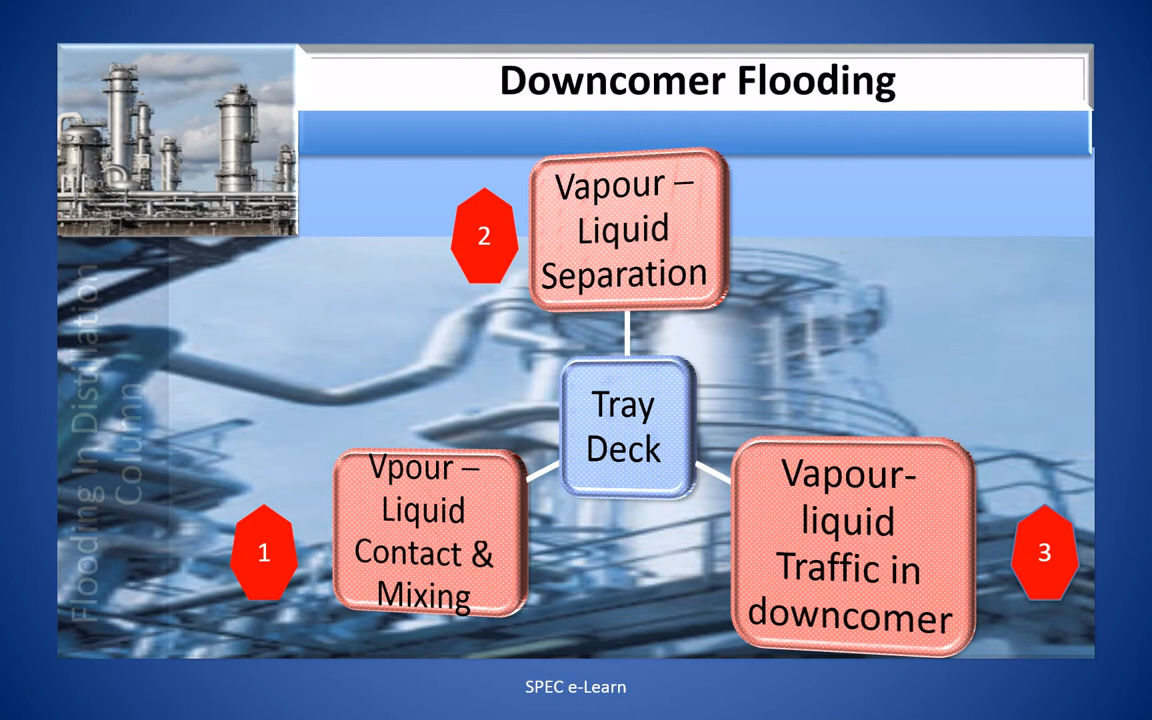 Downcomer Flooding
2
Vapour –
Liquid
Separation
Tray
Deck
1
Vpour –
Liquid
Contact &
Mixing
Vapour-
liquid
Traffic in
downcomer
3
Flooding In Distillation
Column
SPEC e-Learn